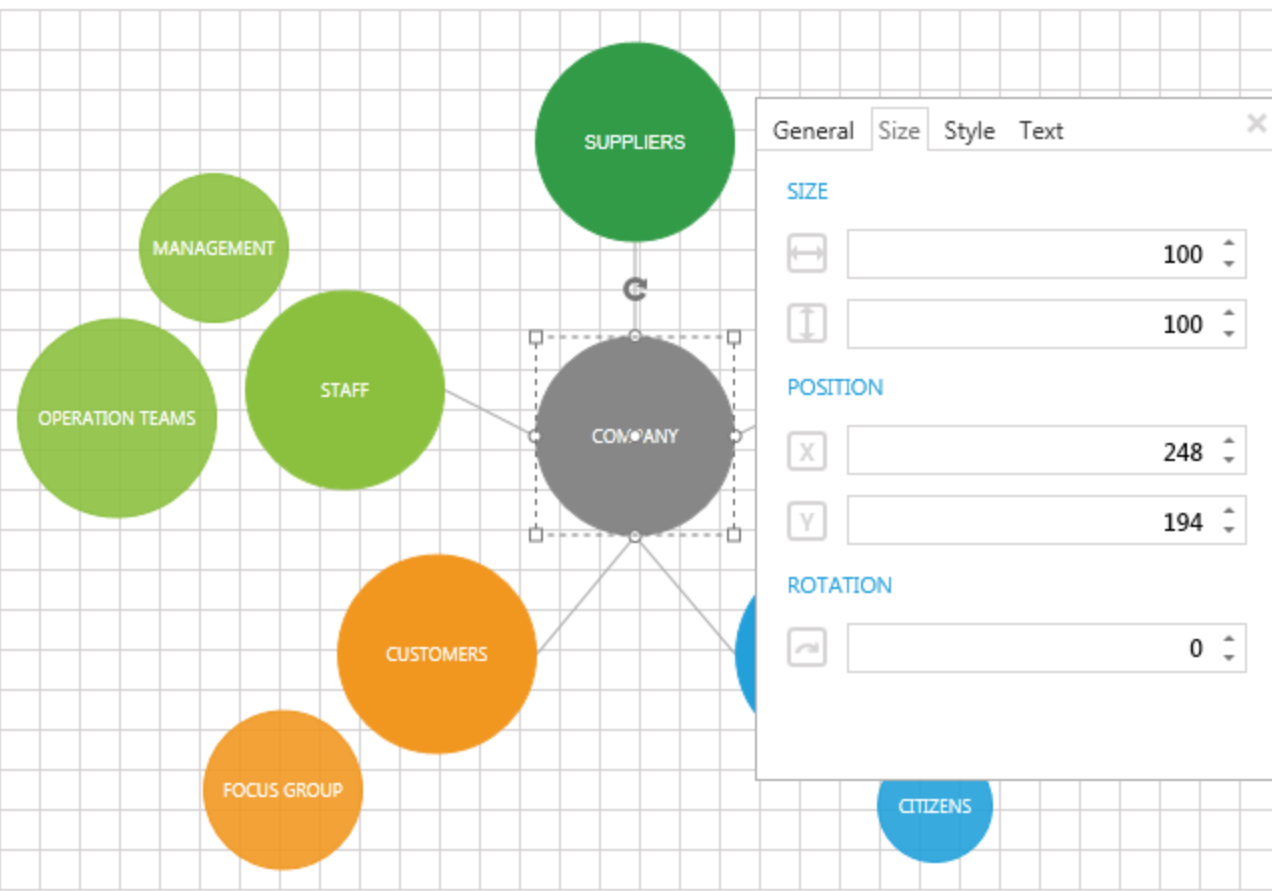 SUPPLIERS
MANAGEMENT
STAFF
OPERATION TEAMS
COMPANY
CUSTOMERS
FOCUS GROUP
CITIZENS
General Size Style Text
SIZE
100
100
POSITION
X 248
Y 194
ROTATION
0